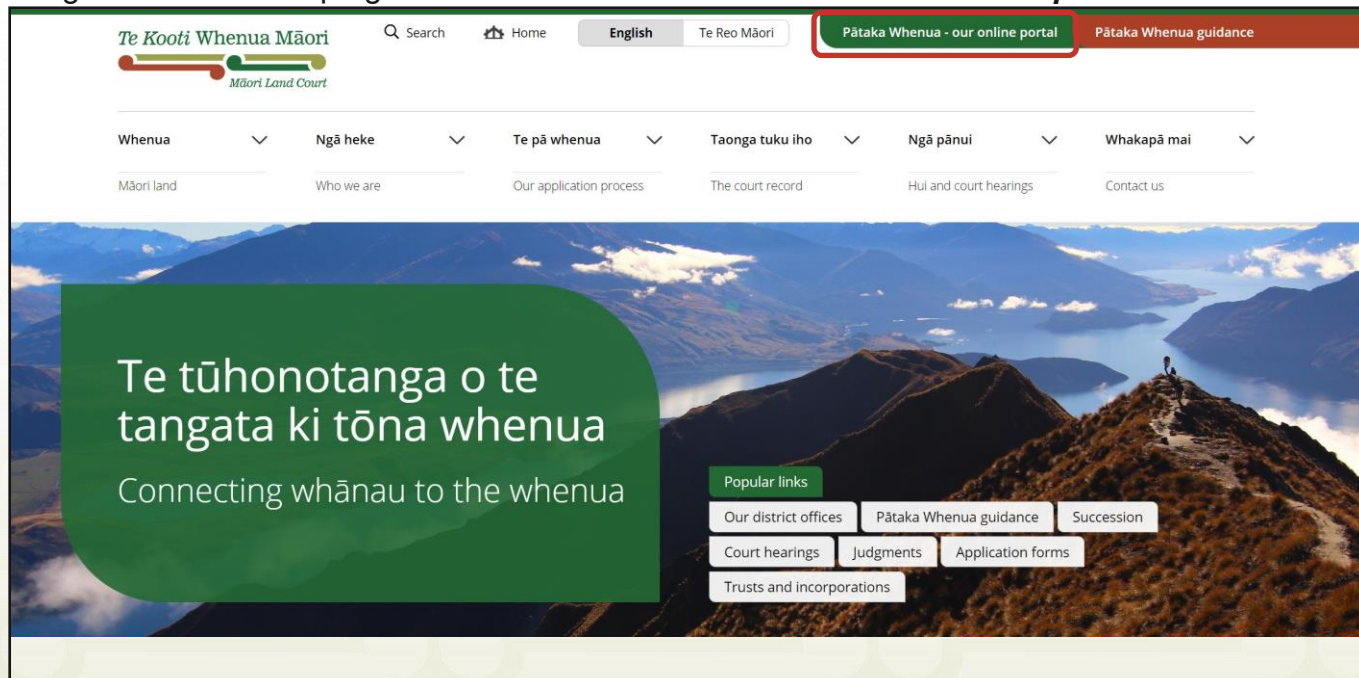 Te Kooti Whenua Māori
Māori Land Court
Search
Home
English
Te Reo Māori
Pātaka Whenua - our online portal
Pātaka Whenua guidance
Whenua
Ngā heke
Te pā whenua
Taonga tuku iho
Ngā pānui
Whakapā mai
Māori land
Who we are
Our application process
The court record
Hui and court hearings
Contact us
Te tūhonotanga o te
tangata ki tōna whenua
Connecting whānau to the whenua
Popular links
Our district offices
Pātaka Whenua guidance
Succession
Court hearings
Judgments
Application forms
Trusts and incorporations